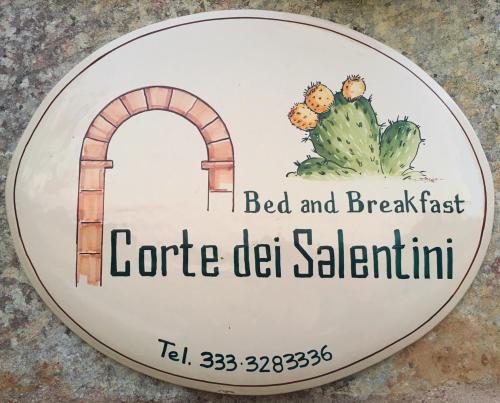 Bed and Breakfast
Corte dei Salentini
Tel. 333.3283336